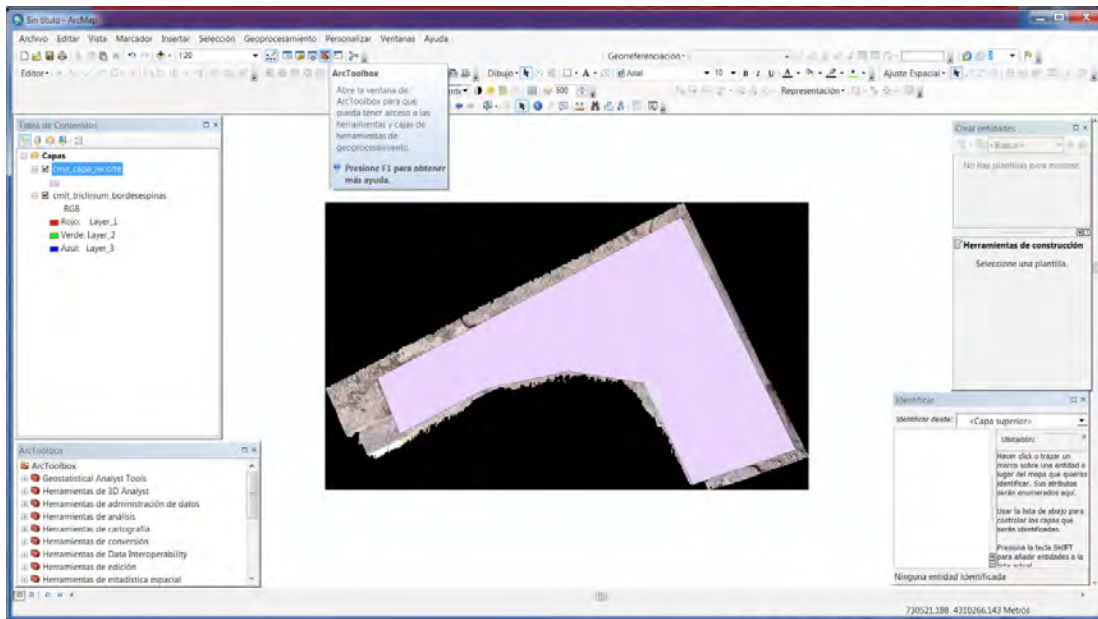 Sin título - ArcMap
Archivo Editar Vista Marcador Insertar Selección Geoprocesamiento Personalizar Ventanas Ayuda
1:20
Georreferenciación
Editor
ArcToolbox
Dibujo
A
Arial
10
B I U A
Ajuste Espacial
Abre la ventana de
ArcToolbox para que
pueda tener acceso a las
herramientas y cajas de
herramientas de
geoprocesamiento.
Presione F1 para obtener
más ayuda.
500
Representación
Tabla de Contenidos
Capas
cmit_capa_recorte
cmit_triclinium_bordesespinas
RGB
Rojo: Layer_1
Verde: Layer_2
Azul: Layer_3
Crear entidades
<Buscar>
No hay plantillas para mostrar.
Herramientas de construcción
Seleccione una plantilla.
ArcToolbox
ArcToolbox
Geostatistical Analyst Tools
Herramientas de 3D Analyst
Herramientas de administración de datos
Herramientas de análisis
Herramientas de cartografía
Herramientas de conversión
Herramientas de Data Interoperability
Herramientas de edición
Herramientas de estadística espacial
Identificar
Identificar desde: <Capa superior>
Ubicación:
Hacer click o trazar un
marco sobre una entidad o
lugar del mapa que quieras
identificar. Sus atributos
serán enumerados aquí.
Usar la lista de abajo para
controlar las capas que
serán identificadas.
Presiona la tecla SHIFT
para añadir entidades a la
lista actual
Ninguna entidad identificada
730521,188 4310266,143 Metros